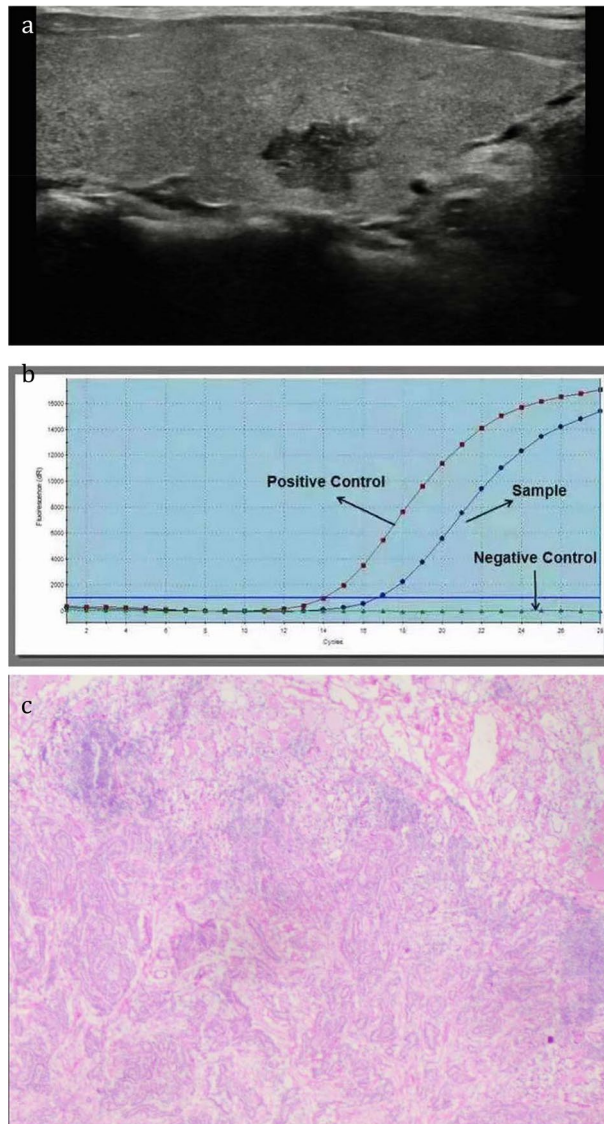 a
b
16000
14000
12000
10000
8000
6000
4000
2000
0
Fluorescence (dR)
Positive Control
Sample
Negative Control
2 4 6 8 10 12 14 16 18 20 22 24 26 28
Cycles
c